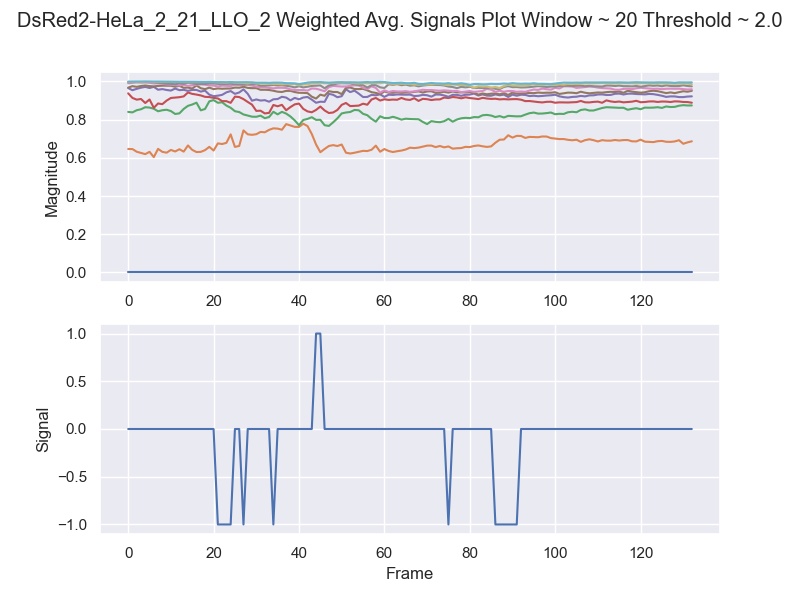 DsRed2-HeLa_2_21_LLO_2 Weighted Avg. Signals Plot Window ~ 20 Threshold ~ 2.0
1.0
0.8
0.6
0.4
0.2
0.0
Magnitude
0 20 40 60 80 100 120
1.0
0.5
0.0
−0.5
−1.0
Signal
0 20 40 60 80 100 120
Frame